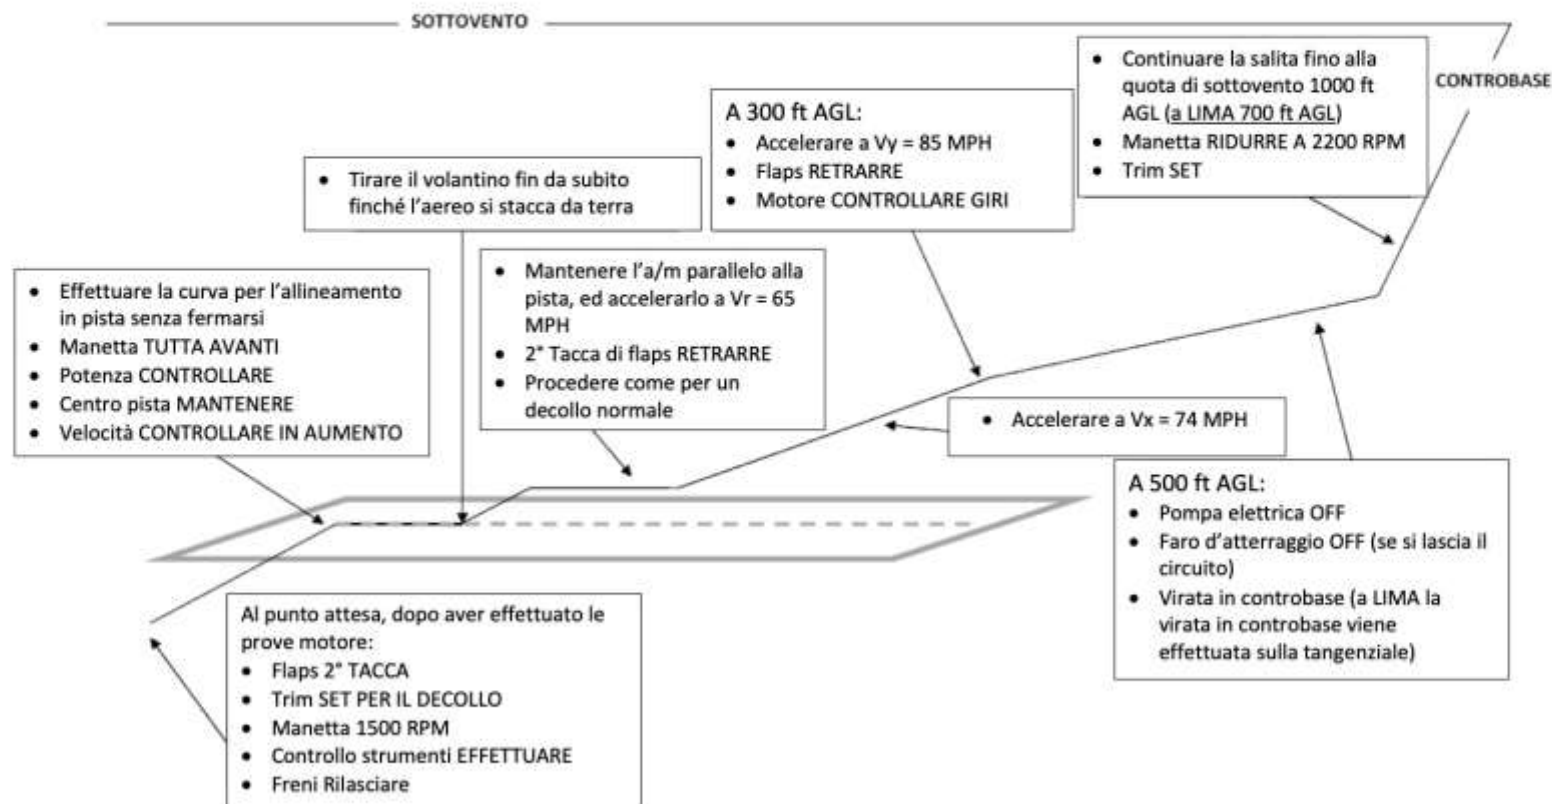 SOTTOVENTO
• Continuare la salita fino alla
quota di sottovento 1000 ft
AGL (a LIMA 700 ft AGL)
• Manetta RIDURRE A 2200 RPM
• Trim SET
CONTROBASE
A 300 ft AGL:
• Accelerare a Vy = 85 MPH
• Flaps RETRARRE
• Motore CONTROLLARE GIRI
• Tirare il volantino fin da subito
finché l'aereo si stacca da terra
• Mantenere l'a/m parallelo alla
pista, ed accelerarlo a Vr = 65
MPH
• 2° Tacca di flaps RETRARRE
• Procedere come per un
decollo normale
• Effettuare la curva per l'allineamento
in pista senza fermarsi
• Manetta TUTTA AVANTI
• Potenza CONTROLLARE
• Centro pista MANTENERE
• Velocità CONTROLLARE IN AUMENTO
• Accelerare a Vx = 74 MPH
A 500 ft AGL:
• Pompa elettrica OFF
• Faro d'atterraggio OFF (se si lascia il
circuito)
• Virata in controbase (a LIMA la
virata in controbase viene
effettuata sulla tangenziale)
Al punto attesa, dopo aver effettuato le
prove motore:
• Flaps 2° TACCA
• Trim SET PER IL DECOLLO
• Manetta 1500 RPM
• Controllo strumenti EFFETTUARE
• Freni Rilasciare